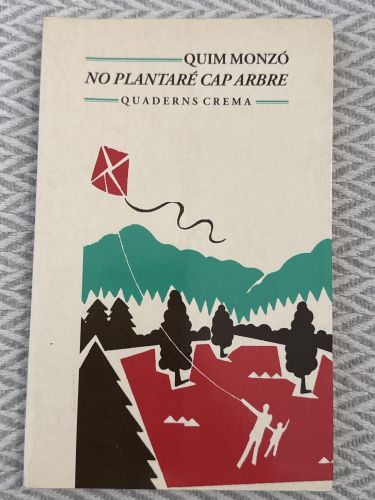 QUIM MONZÓ
NO PLANTARÉ CAP ARBRE
QUADERNS CREMA